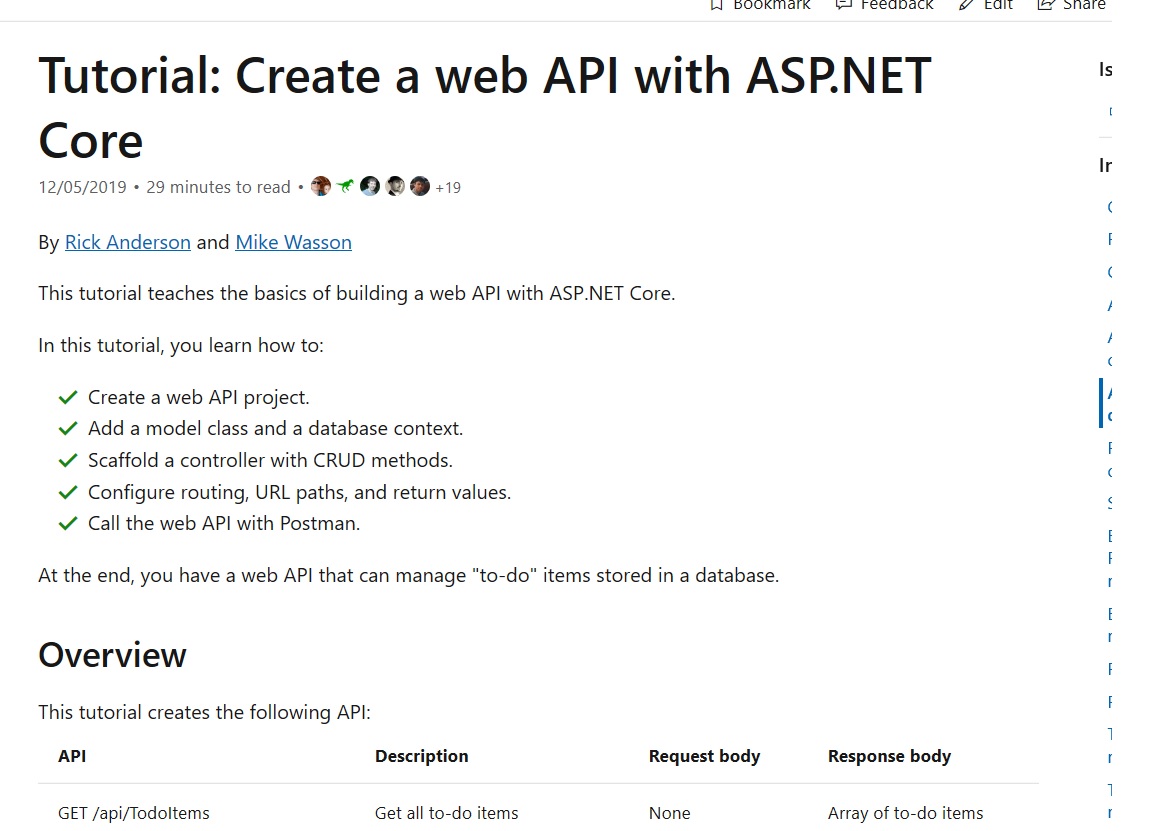 Bookmark Feedback Edit Share
Tutorial: Create a web API with ASP.NET
Core
12/05/2019 • 29 minutes to read • +19
By Rick Anderson and Mike Wasson
This tutorial teaches the basics of building a web API with ASP.NET Core.
In this tutorial, you learn how to:
Create a web API project.
Add a model class and a database context.
Scaffold a controller with CRUD methods.
Configure routing, URL paths, and return values.
Call the web API with Postman.
At the end, you have a web API that can manage "to-do" items stored in a database.
Overview
This tutorial creates the following API:
API Description Request body Response body
GET /api/TodoItems Get all to-do items None Array of to-do items